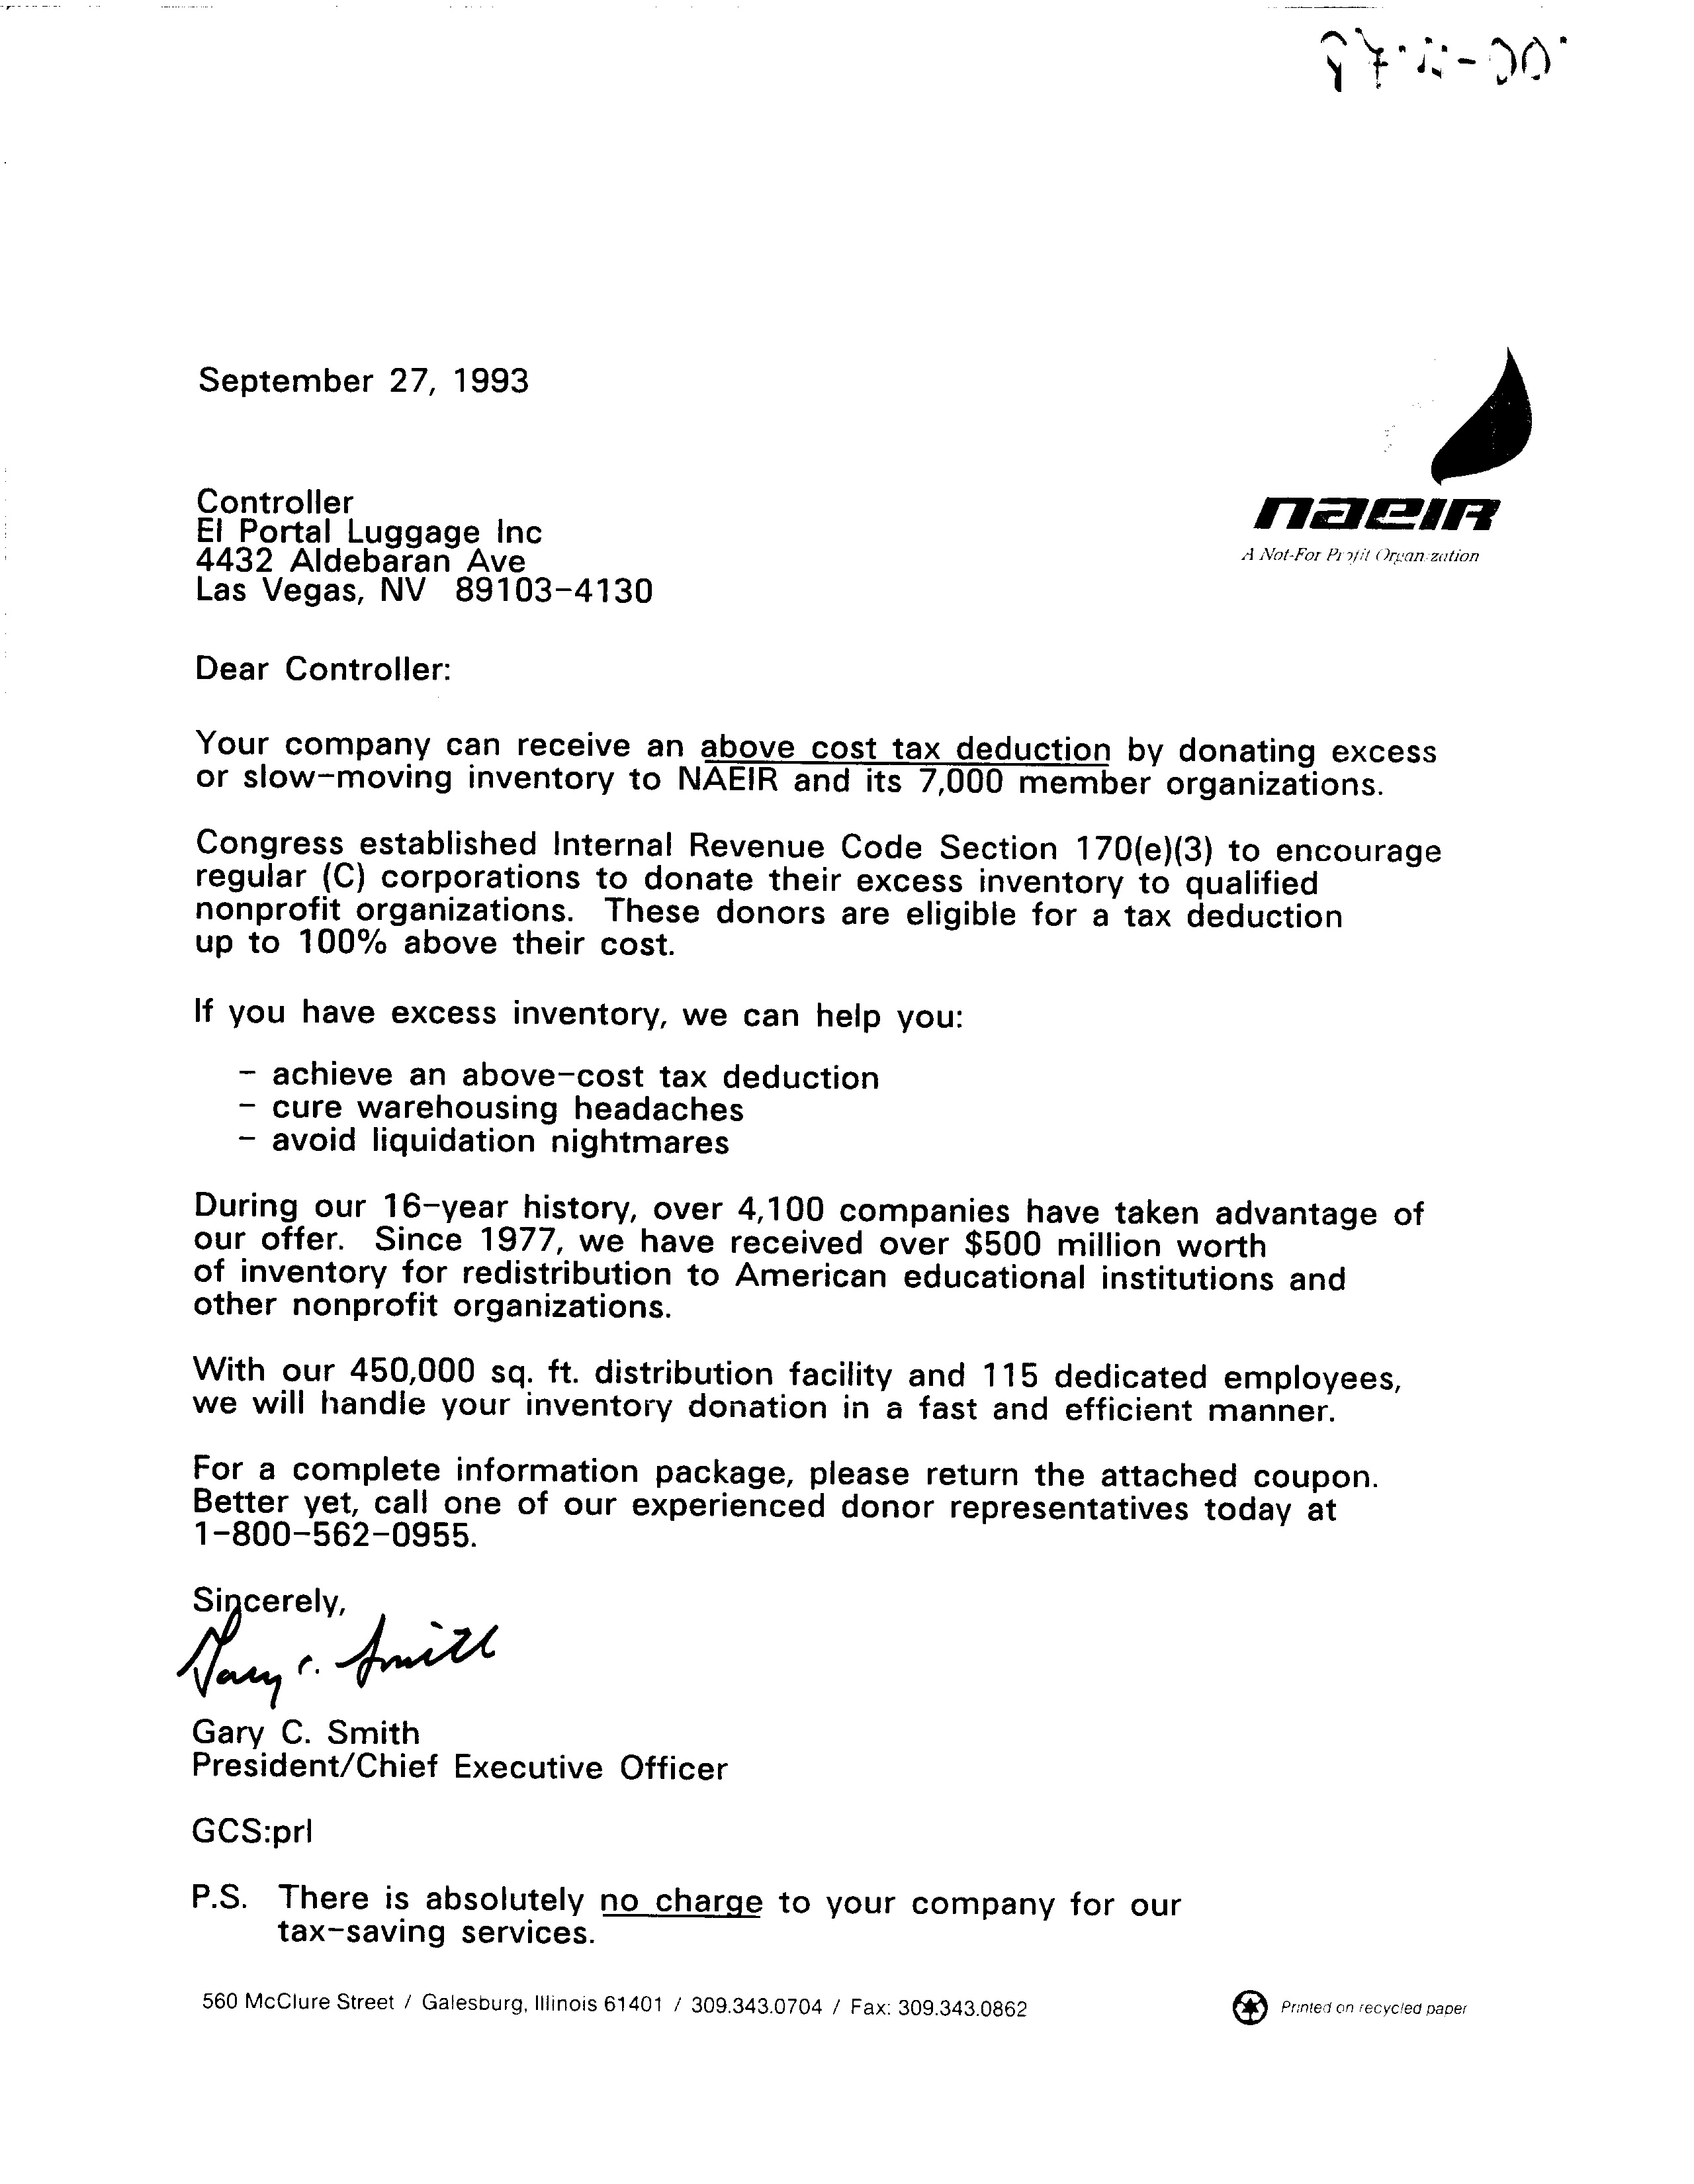 September 27, 1993
naeir
A Not-For Profit Organization
Controller
El Portal Luggage Inc
4432 Aldebaran Ave
Las Vegas, NV 89103-4130
Dear Controller:
Your company can receive an above cost tax deduction by donating excess
or slow-moving inventory to NAEIR and its 7,000 member organizations.
Congress established Internal Revenue Code Section 170(e)(3) to encourage
regular (C) corporations to donate their excess inventory to qualified
nonprofit organizations. These donors are eligible for a tax deduction
up to 100% above their cost.
If you have excess inventory, we can help you:
- achieve an above-cost tax deduction
- cure warehousing headaches
- avoid liquidation nightmares
During our 16-year history, over 4,100 companies have taken advantage of
our offer. Since 1977, we have received over $500 million worth
of inventory for redistribution to American educational institutions and
other nonprofit organizations.
With our 450,000 sq. ft. distribution facility and 115 dedicated employees,
we will handle your inventory donation in a fast and efficient manner.
For a complete information package, please return the attached coupon.
Better yet, call one of our experienced donor representatives today at
1-800-562-0955.
Sincerely,
Gary C. Smith
Gary C. Smith
President/Chief Executive Officer
GCS:prl
P.S. There is absolutely no charge to your company for our
tax-saving services.
560 McClure Street / Galesburg, Illinois 61401 / 309.343.0704 / Fax: 309.343.0862
Printed on recycled paper